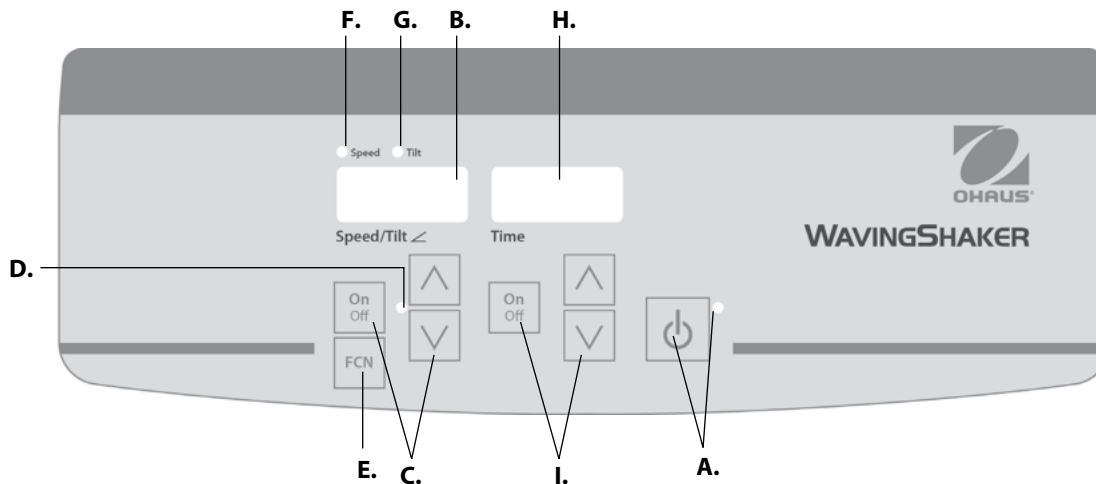 F. G. B. H.
Speed Tilt
OHAUS
Speed/Tilt Time
WAVINGSHAKER
D.
On On
Off Off
FCN
E. C. I. A.